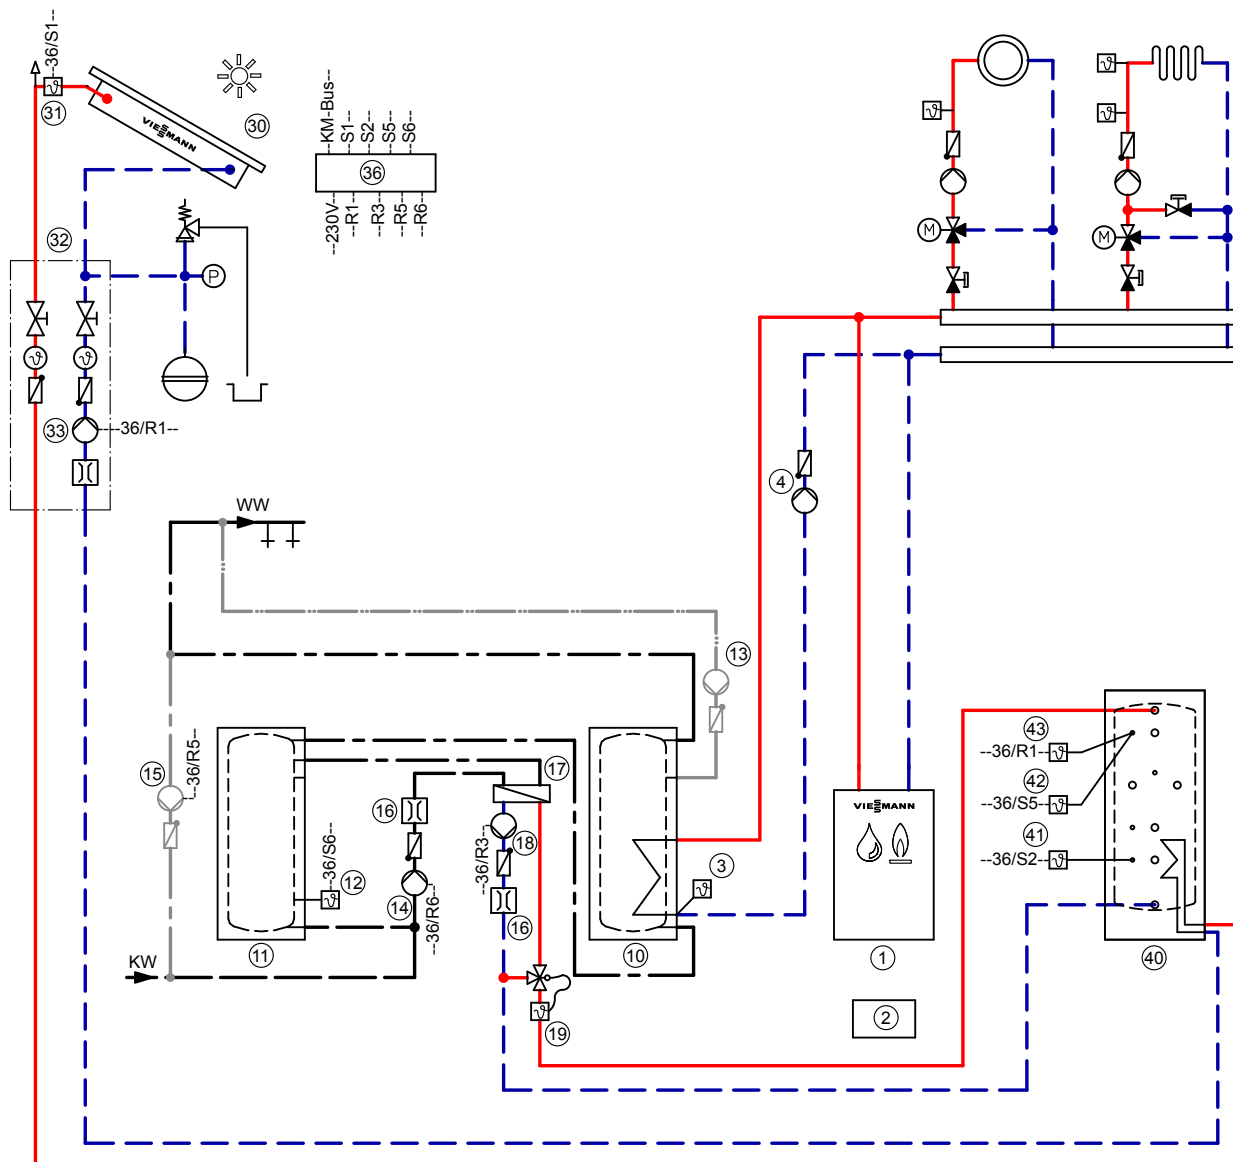 --36/S1--
31
VIESMANN
30
--KM-Bus--
--S1--
--S2--
--S5--
--S6--
36
--230V--
--R1--
--R3--
--R5--
--R6--
32
P
33
----36/R1--
M
M
4
WW
13
15
--36/R5--
16
17
--36/R3--
18
16
--36/S6--
12
14
--36/R6--
3
VIESMANN
43
--36/R1--
42
--36/S5--
41
--36/S2--
KW
11
10
1
40
19
2